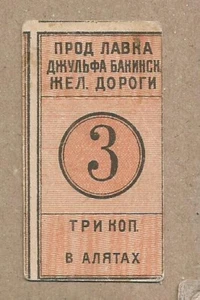 ПРОД ЛАВКА
ДЖУЛЬФА БАКИНСК.
ЖЕЛ. ДОРОГИ
3
ТРИ КОП.
В АЛЯТАХ